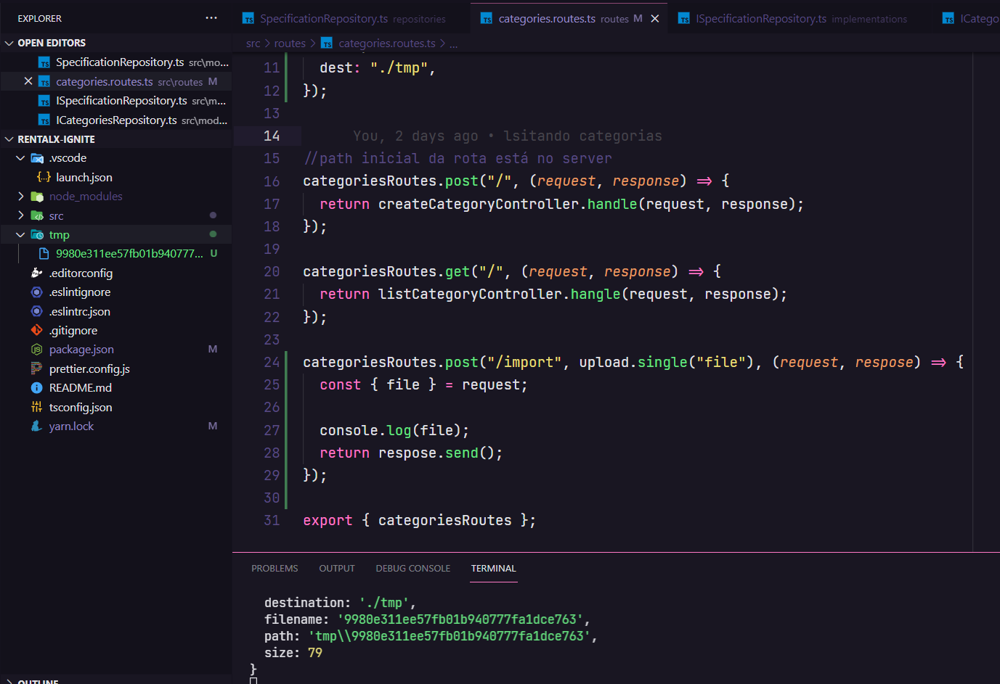 EXPLORER ...
OPEN EDITORS
SpecificationRepository.ts src\mo...
categories.routes.ts src\routes M
ISpecificationRepository.ts src\m...
ICategoriesRepository.ts src\mod...
RENTALX-IGNITE
.vscode
launch.json
node_modules
src
tmp
9980e311ee57fb01b940777... U
.editorconfig
.eslintignore
.eslintrc.json
.gitignore
package.json M
prettier.config.js
README.md
tsconfig.json
yarn.lock M
OUTLINE
SpecificationRepository.ts repositories
categories.routes.ts routes M
ISpecificationRepository.ts implementations
ICatego
src > routes > categories.routes.ts > ...
11 dest: "./tmp",
12 });
13
14 You, 2 days ago • lsitando categorias
15 //path inicial da rota está no server
16 categoriesRoutes.post("/", (request, response) => {
17 return createCategoryController.handle(request, response);
18 });
19
20 categoriesRoutes.get("/", (request, response) => {
21 return listCategoryController.hangle(request, response);
22 });
23
24 categoriesRoutes.post("/import", upload.single("file"), (request, respose) => {
25 const { file } = request;
26
27 console.log(file);
28 return respose.send();
29 });
30
31 export { categoriesRoutes };
PROBLEMS OUTPUT DEBUG CONSOLE TERMINAL
destination: './tmp',
filename: '9980e311ee57fb01b940777fa1dce763',
path: 'tmp\\9980e311ee57fb01b940777fa1dce763',
size: 79
}